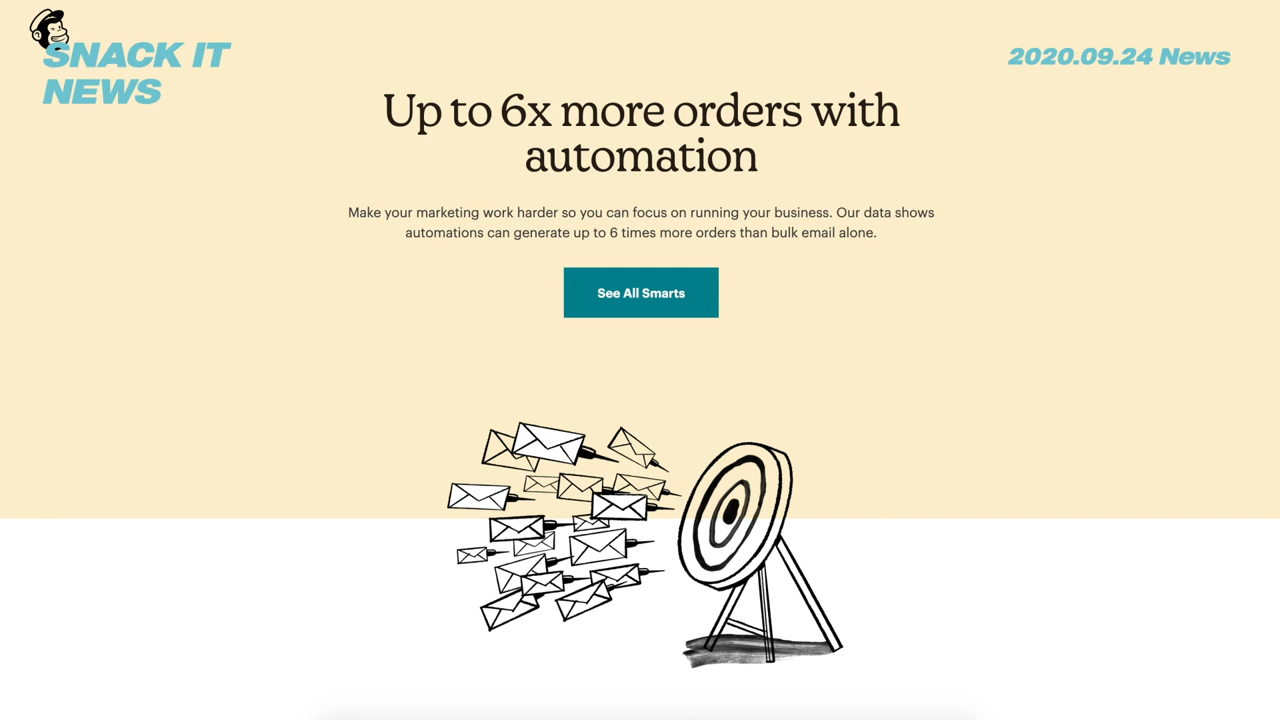 SNACK IT
NEWS
2020.09.24 News
Up to 6x more orders with
automation
Make your marketing work harder so you can focus on running your business. Our data shows
automations can generate up to 6 times more orders than bulk email alone.
See All Smarts